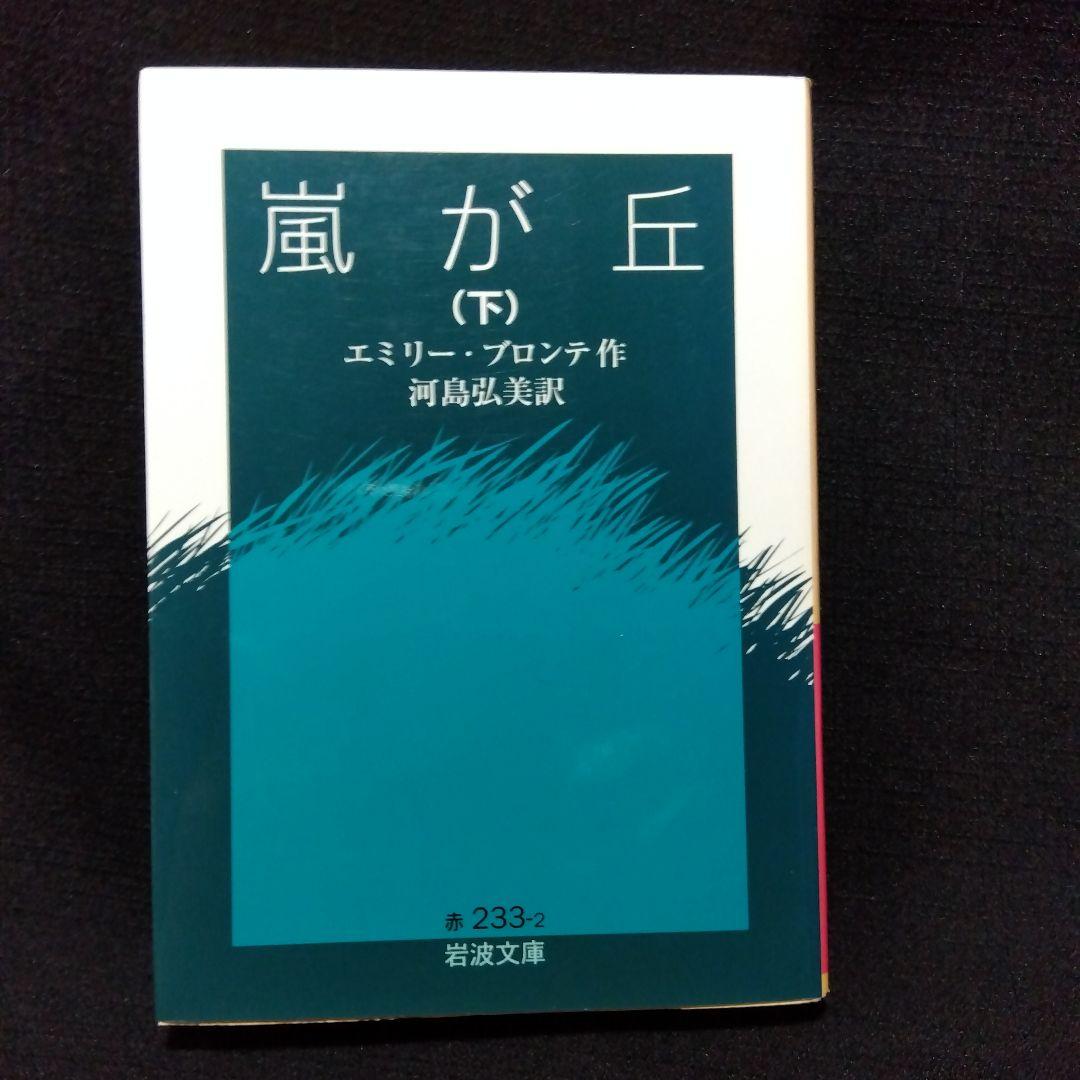 嵐が丘
（下）
エミリー・ブロンテ作
河島弘美訳
赤 233-2
岩波文庫